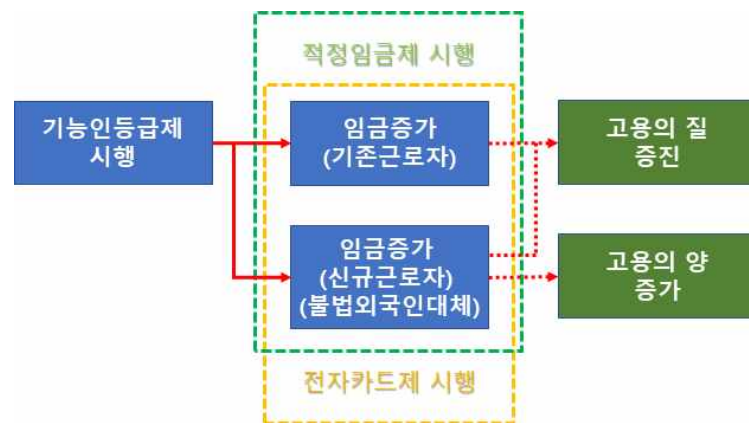 적정임금제 시행
기능인등급제
시행
임금증가
(기존근로자)
고용의 질
증진
임금증가
(신규근로자)
(불법외국인대체)
고용의 양
증가
전자카드제 시행